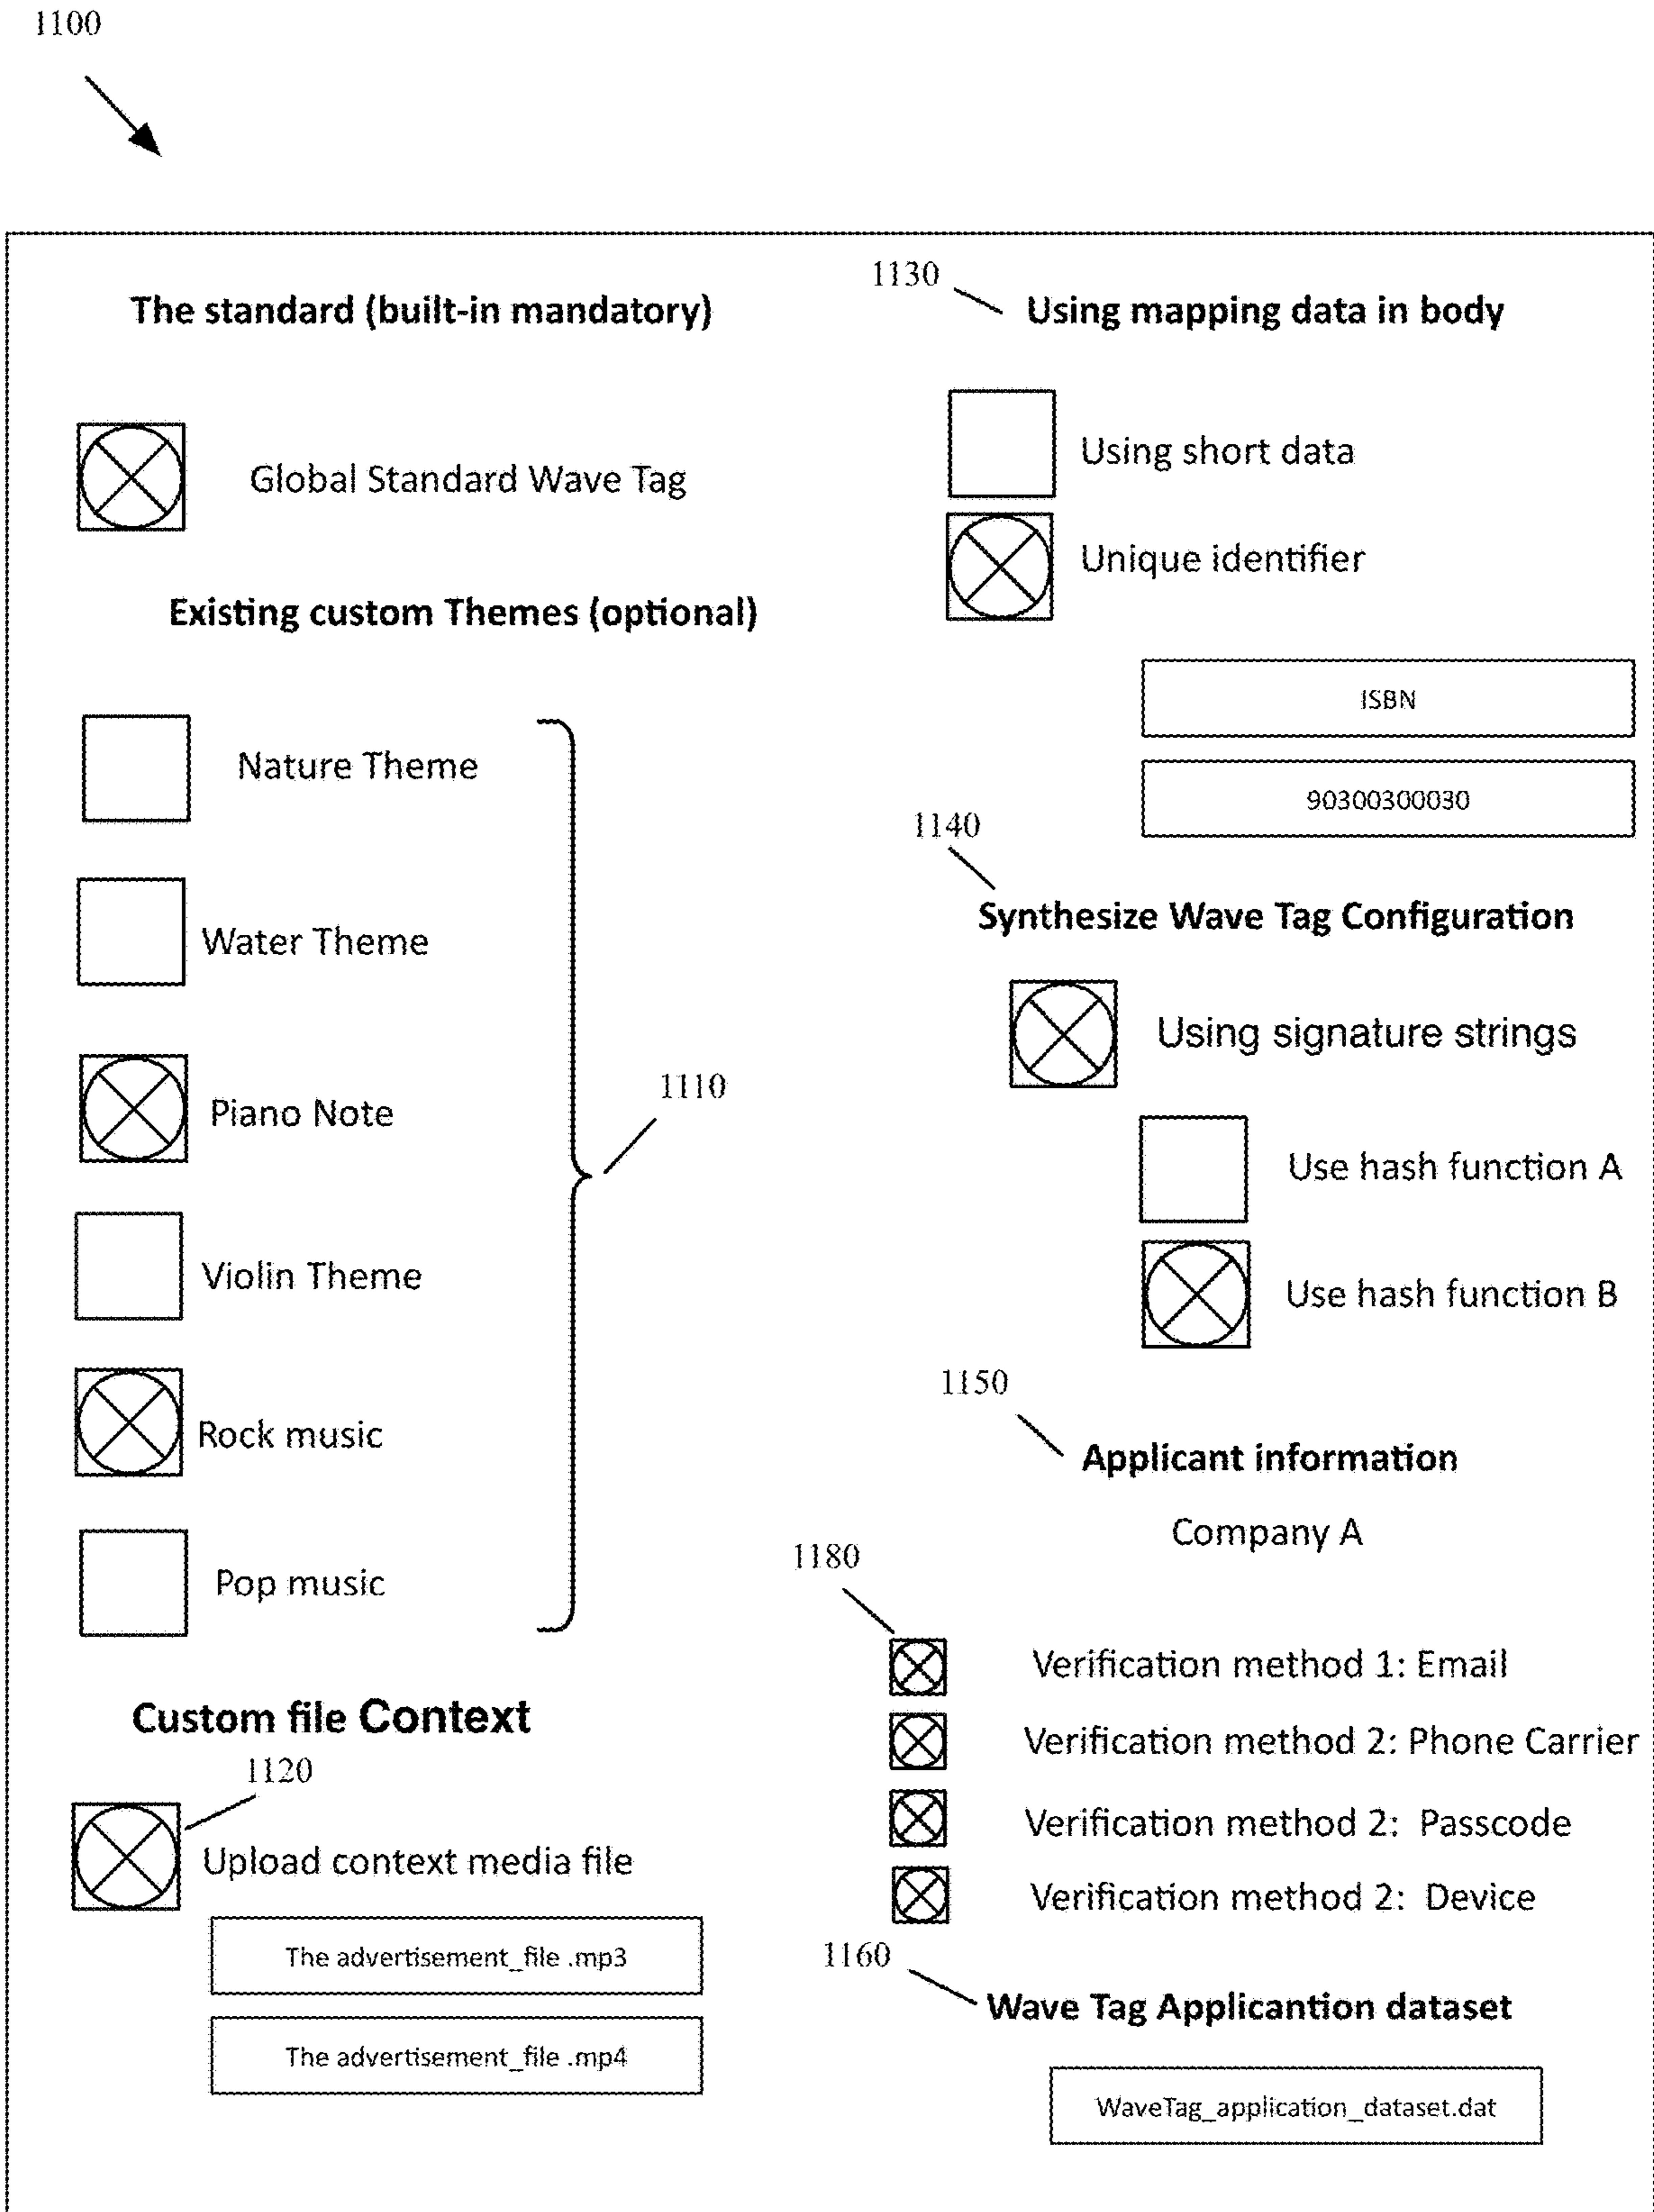 1100
The standard (built-in mandatory)
Global Standard Wave Tag
Existing custom Themes (optional)
Nature Theme
Water Theme
Piano Note
1110
Violin Theme
Rock music
Pop music
Custom file Context
1120
Upload context media file
The advertisement_file .mp3
The advertisement_file .mp4
1130
Using mapping data in body
Using short data
Unique identifier
ISBN
90300300030
1140
Synthesize Wave Tag Configuration
Using signature strings
Use hash function A
Use hash function B
1150
Applicant information
Company A
1180
Verification method 1: Email
Verification method 2: Phone Carrier
Verification method 2: Passcode
Verification method 2: Device
1160
Wave Tag Applicantion dataset
WaveTag_application_dataset.dat